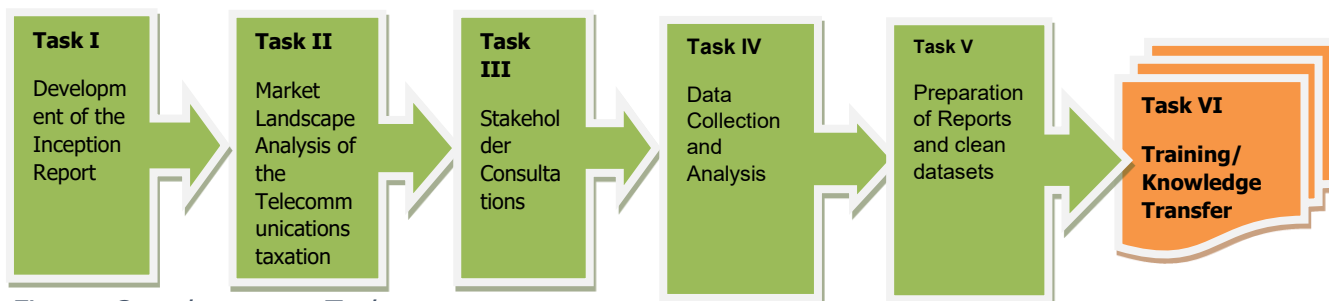 Task I
Developm
ent of the
Inception
Report
Task II
Market
Landscape
Analysis of
the
Telecomm
unications
taxation
Task
III
Stakehol
der
Consulta
tions
Task IV
Data
Collection
and
Analysis
Task V
Preparation
of Reports
and clean
datasets
Task VI
Training/
Knowledge
Transfer